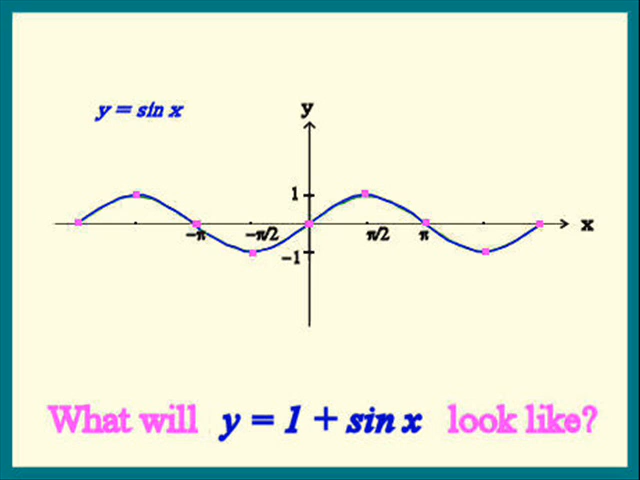 y = sin x
y
1
x
−π
−π/2
π/2
π
−1
What will y = 1 + sin x look like?